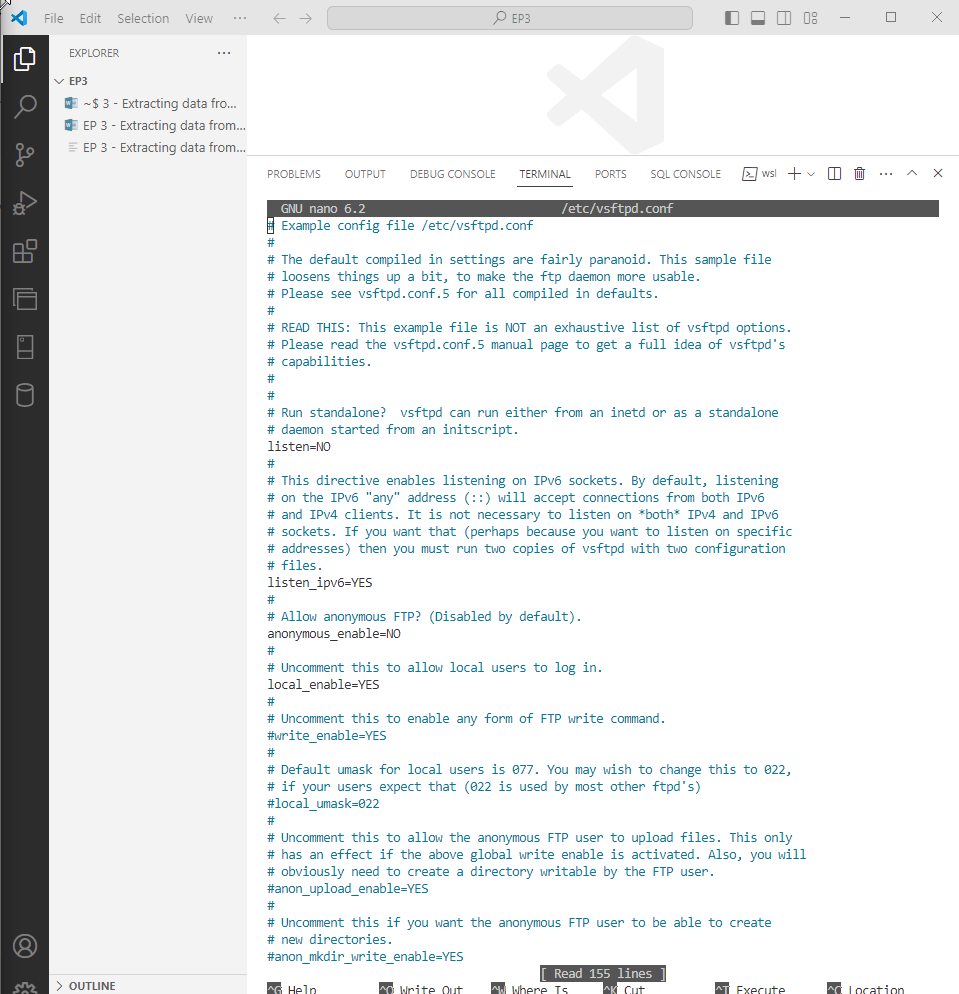 File Edit Selection View ··· EP3
EXPLORER ···
EP3
~$ 3 - Extracting data fro...
EP 3 - Extracting data from...
EP 3 - Extracting data from...
OUTLINE
PROBLEMS OUTPUT DEBUG CONSOLE TERMINAL PORTS SQL CONSOLE wsl ···
GNU nano 6.2 /etc/vsftpd.conf
# Example config file /etc/vsftpd.conf
#
# The default compiled in settings are fairly paranoid. This sample file
# loosens things up a bit, to make the ftp daemon more usable.
# Please see vsftpd.conf.5 for all compiled in defaults.
#
# READ THIS: This example file is NOT an exhaustive list of vsftpd options.
# Please read the vsftpd.conf.5 manual page to get a full idea of vsftpd's
# capabilities.
#
#
# Run standalone?  vsftpd can run either from an inetd or as a standalone
# daemon started from an initscript.
listen=NO
#
# This directive enables listening on IPv6 sockets. By default, listening
# on the IPv6 "any" address (::) will accept connections from both IPv6
# and IPv4 clients. It is not necessary to listen on *both* IPv4 and IPv6
# sockets. If you want that (perhaps because you want to listen on specific
# addresses) then you must run two copies of vsftpd with two configuration
# files.
listen_ipv6=YES
#
# Allow anonymous FTP? (Disabled by default).
anonymous_enable=NO
#
# Uncomment this to allow local users to log in.
local_enable=YES
#
# Uncomment this to enable any form of FTP write command.
#write_enable=YES
#
# Default umask for local users is 077. You may wish to change this to 022,
# if your users expect that (022 is used by most other ftpd's)
#local_umask=022
#
# Uncomment this to allow the anonymous FTP user to upload files. This only
# has an effect if the above global write enable is activated. Also, you will
# obviously need to create a directory writable by the FTP user.
#anon_upload_enable=YES
#
# Uncomment this if you want the anonymous FTP user to be able to create
# new directories.
#anon_mkdir_write_enable=YES
[ Read 155 lines ]
^G Help ^O Write Out ^W Where Is ^K Cut ^T Execute ^C Location